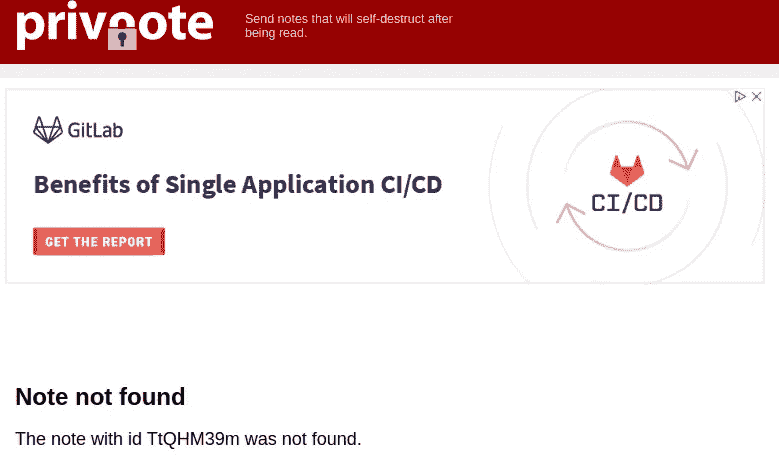 privnote
Send notes that will self-destruct after
being read.
GitLab
Benefits of Single Application CI/CD
GET THE REPORT
CI/CD
Note not found
The note with id TtQHM39m was not found.